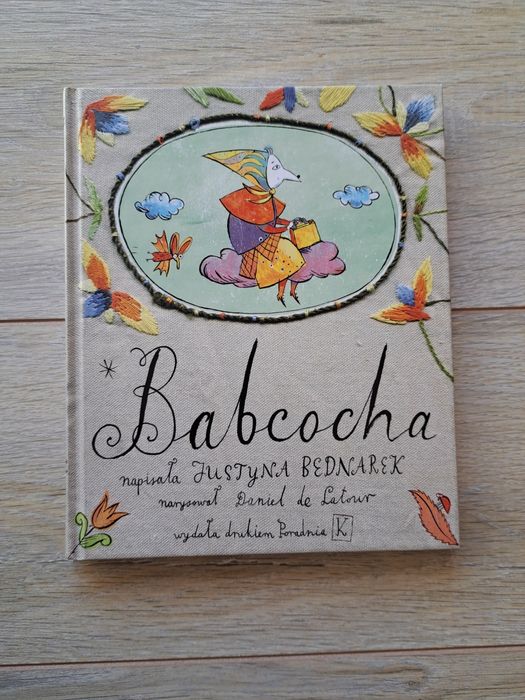 Babcocha
napisała JUSTYNA BEDNAREK
narysował Daniel de Latour
wydała drukiem Poradnia K